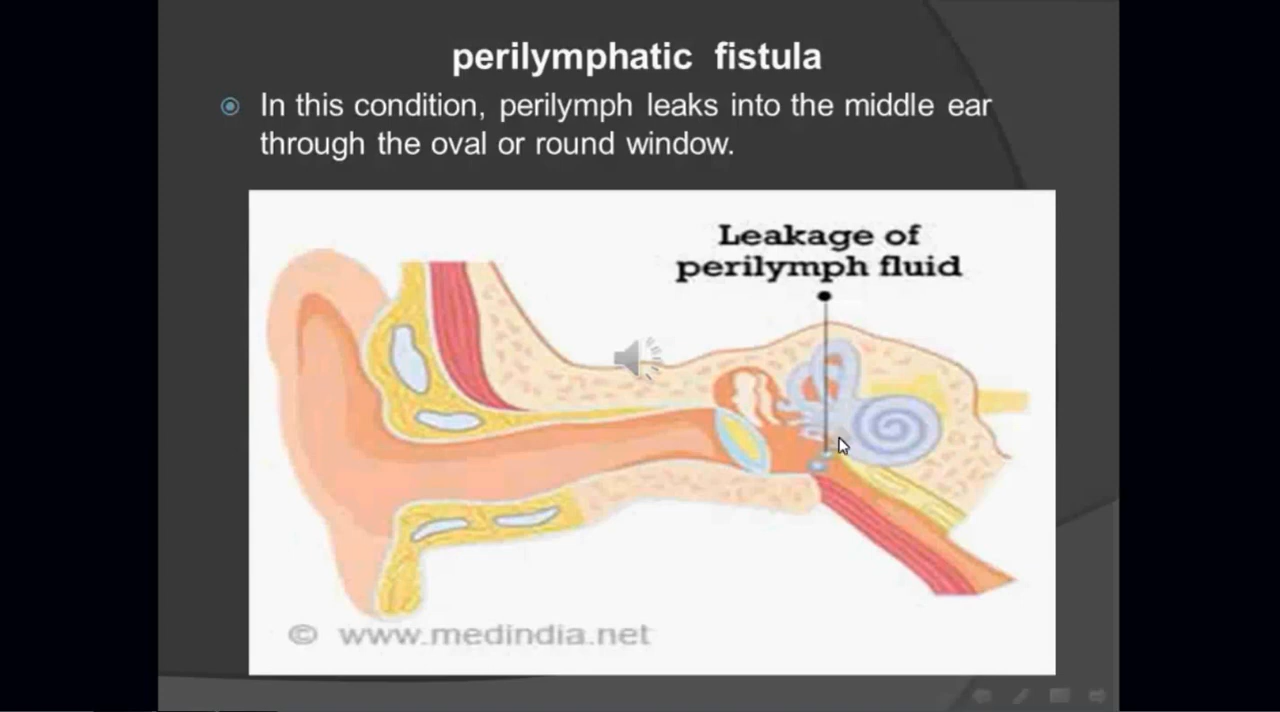 perilymphatic fistula
In this condition, perilymph leaks into the middle ear
through the oval or round window.
Leakage of
perilymph fluid
© www.medindia.net